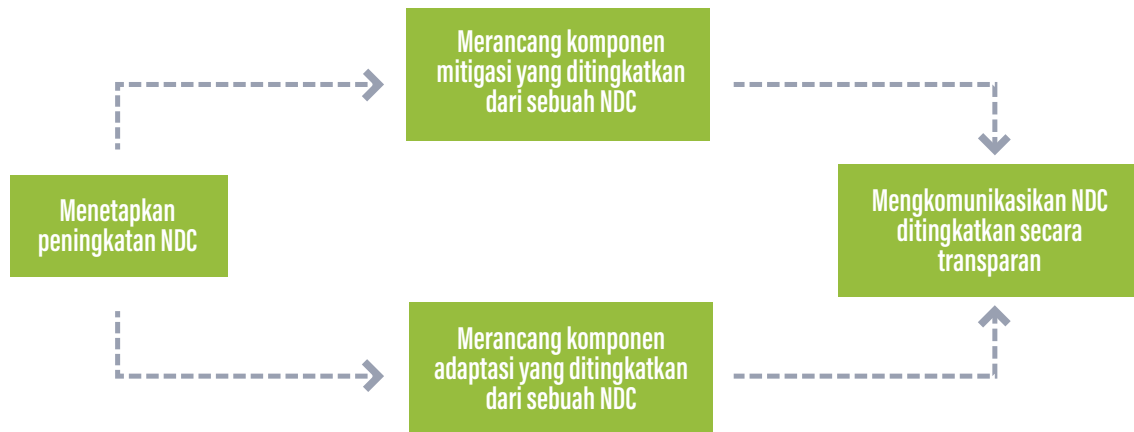 Menetapkan
peningkatan NDC
Merancang komponen
mitigasi yang ditingkatkan
dari sebuah NDC
Merancang komponen
adaptasi yang ditingkatkan
dari sebuah NDC
Mengkomunikasikan NDC
ditingkatkan secara
transparan